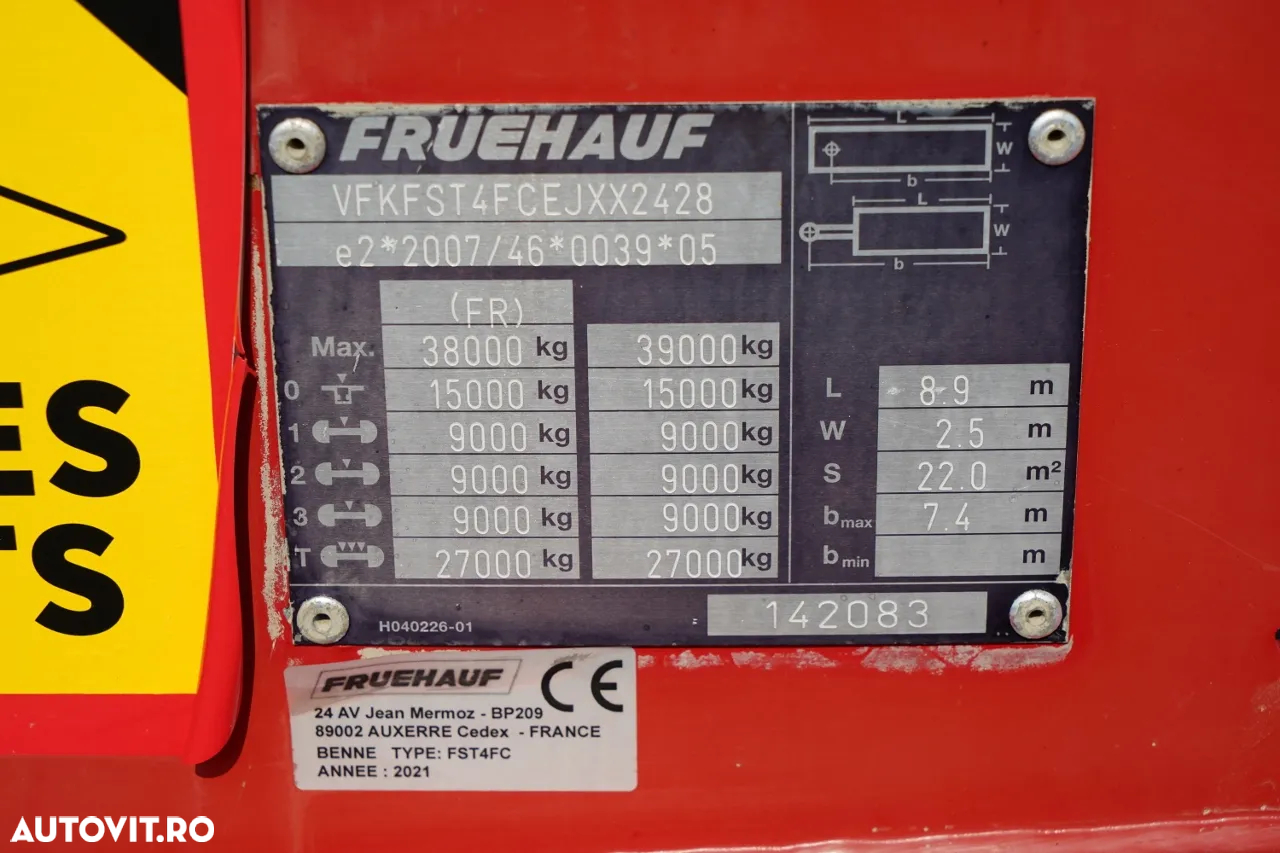 FRUEHAUF
VFKFST4FCEJXX2428
e2*2007/46*0039*05
(FR)
Max. 38000 kg 39000 kg
0 15000 kg 15000 kg
1 9000 kg 9000 kg
2 9000 kg 9000 kg
3 9000 kg 9000 kg
T 27000 kg 27000 kg
L
W
b
L
W
b
L 8.9 m
W 2.5 m
S 22.0 m²
bmax 7.4 m
bmin m
H040226-01
142083
FRUEHAUF CE
24 AV Jean Mermoz - BP209
89002 AUXERRE Cedex - FRANCE
BENNE TYPE: FST4FC
ANNEE : 2021
ES
TS
AUTOVIT.RO